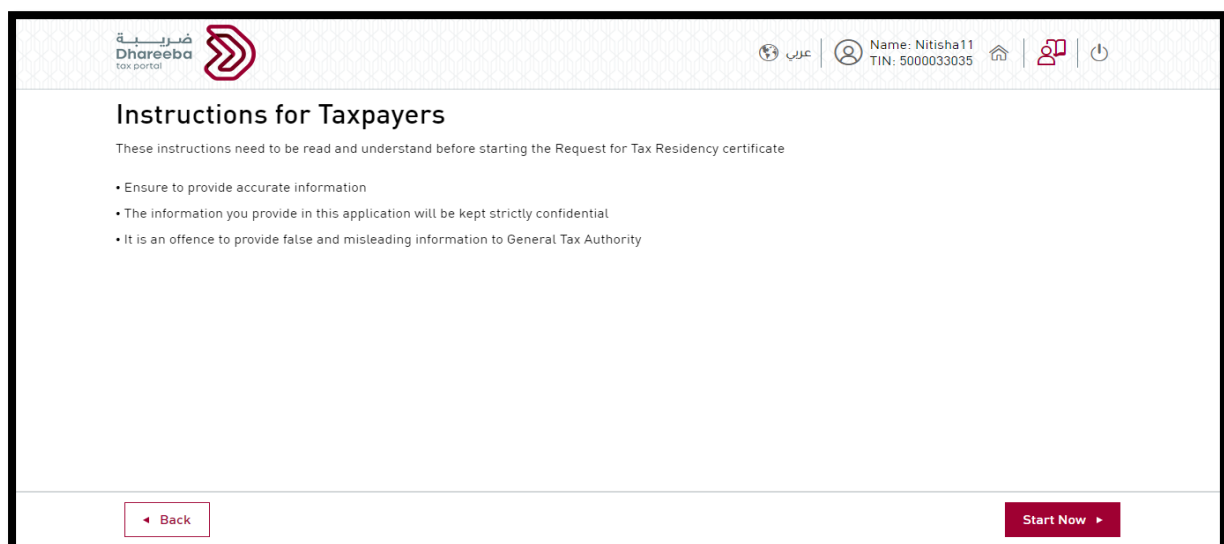 ضريبة
Dhareeba
tax portal
عربي
Name: Nitisha11
TIN: 5000033035
Instructions for Taxpayers
These instructions need to be read and understand before starting the Request for Tax Residency certificate
• Ensure to provide accurate information
• The information you provide in this application will be kept strictly confidential
• It is an offence to provide false and misleading information to General Tax Authority
Back
Start Now